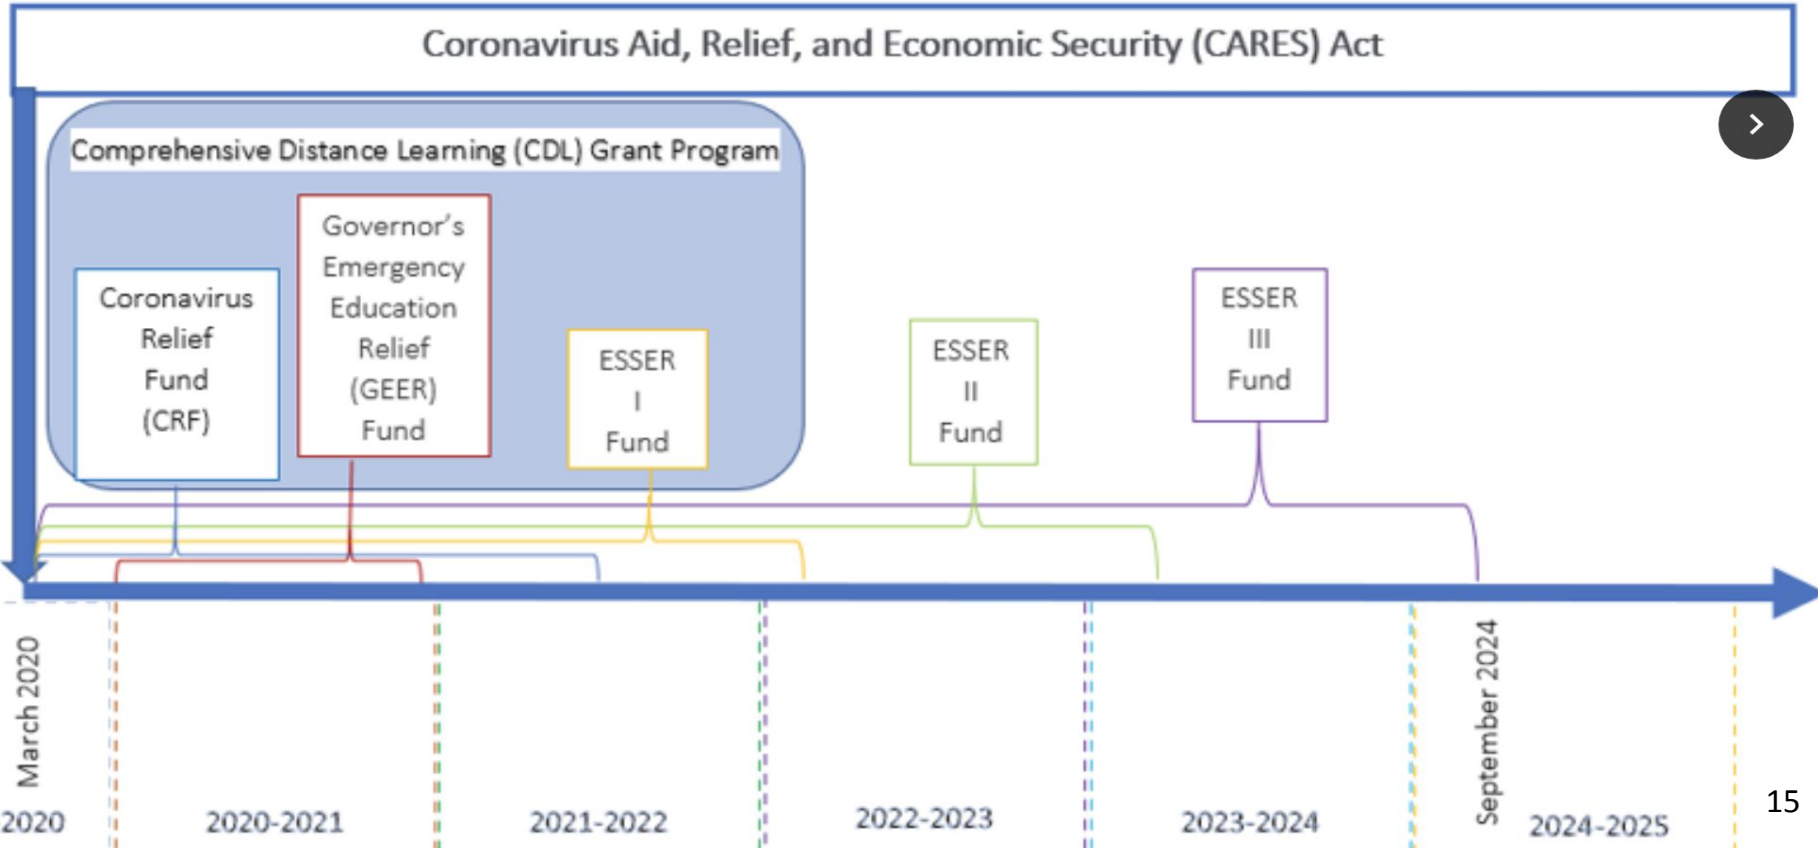 Coronavirus Aid, Relief, and Economic Security (CARES) Act
Comprehensive Distance Learning (CDL) Grant Program
Coronavirus
Relief
Fund
(CRF)
Governor's
Emergency
Education
Relief
(GEER)
Fund
ESSER
I
Fund
ESSER
II
Fund
ESSER
III
Fund
March 2020
September 2024
2020
2020-2021
2021-2022
2022-2023
2023-2024
2024-2025
15